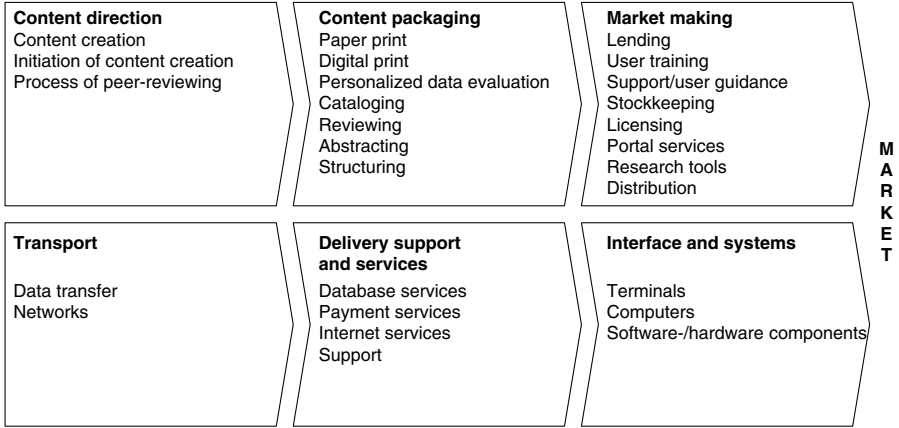 Content direction
Content creation
Initiation of content creation
Process of peer-reviewing
Content packaging
Paper print
Digital print
Personalized data evaluation
Cataloging
Reviewing
Abstracting
Structuring
Market making
Lending
User training
Support/user guidance
Stockkeeping
Licensing
Portal services
Research tools
Distribution
Transport
Data transfer
Networks
Delivery support
and services
Database services
Payment services
Internet services
Support
Interface and systems
Terminals
Computers
Software-/hardware components
M
A
R
K
E
T